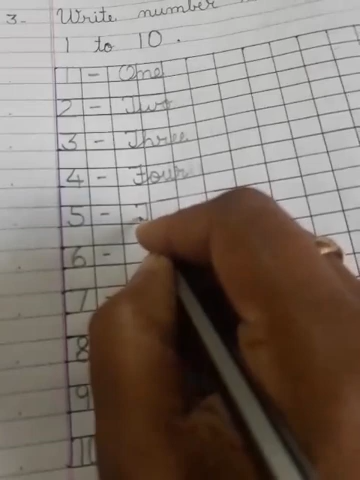 3. Write number
1 to 10.
1 - One
2 - Two
3 - Three
4 - Four
5 -
6 -
7 -
8
9
10